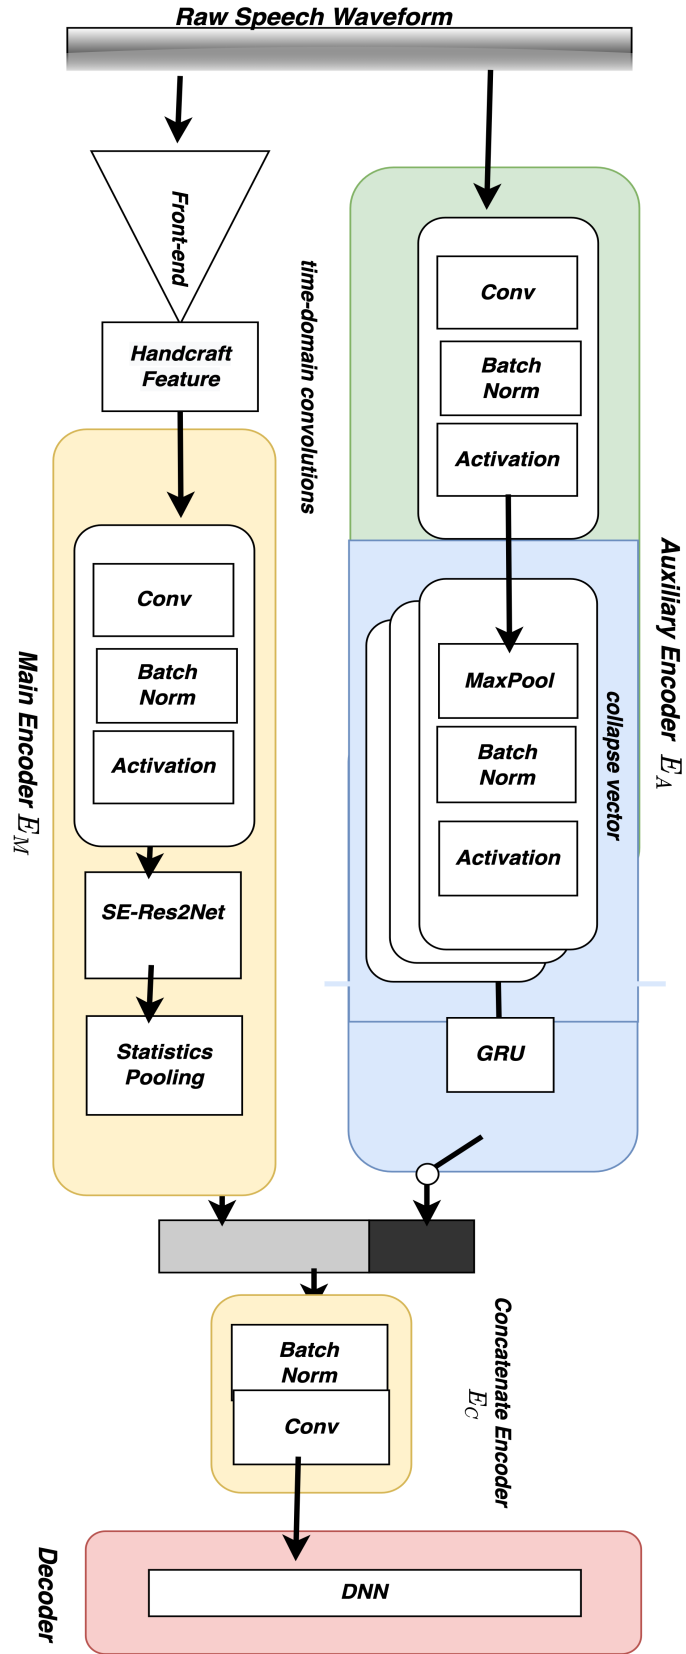 Raw Speech Waveform
Front-end
Handcraft
Feature
time-domain convolutions
Conv
Batch
Norm
Activation
Main Encoder E_M
Conv
Batch
Norm
Activation
SE-Res2Net
Statistics
Pooling
Auxiliary Encoder E_A
MaxPool
Batch
Norm
Activation
collapse vector
GRU
Batch
Norm
Conv
Concatenate Encoder
E_C
Decoder
DNN